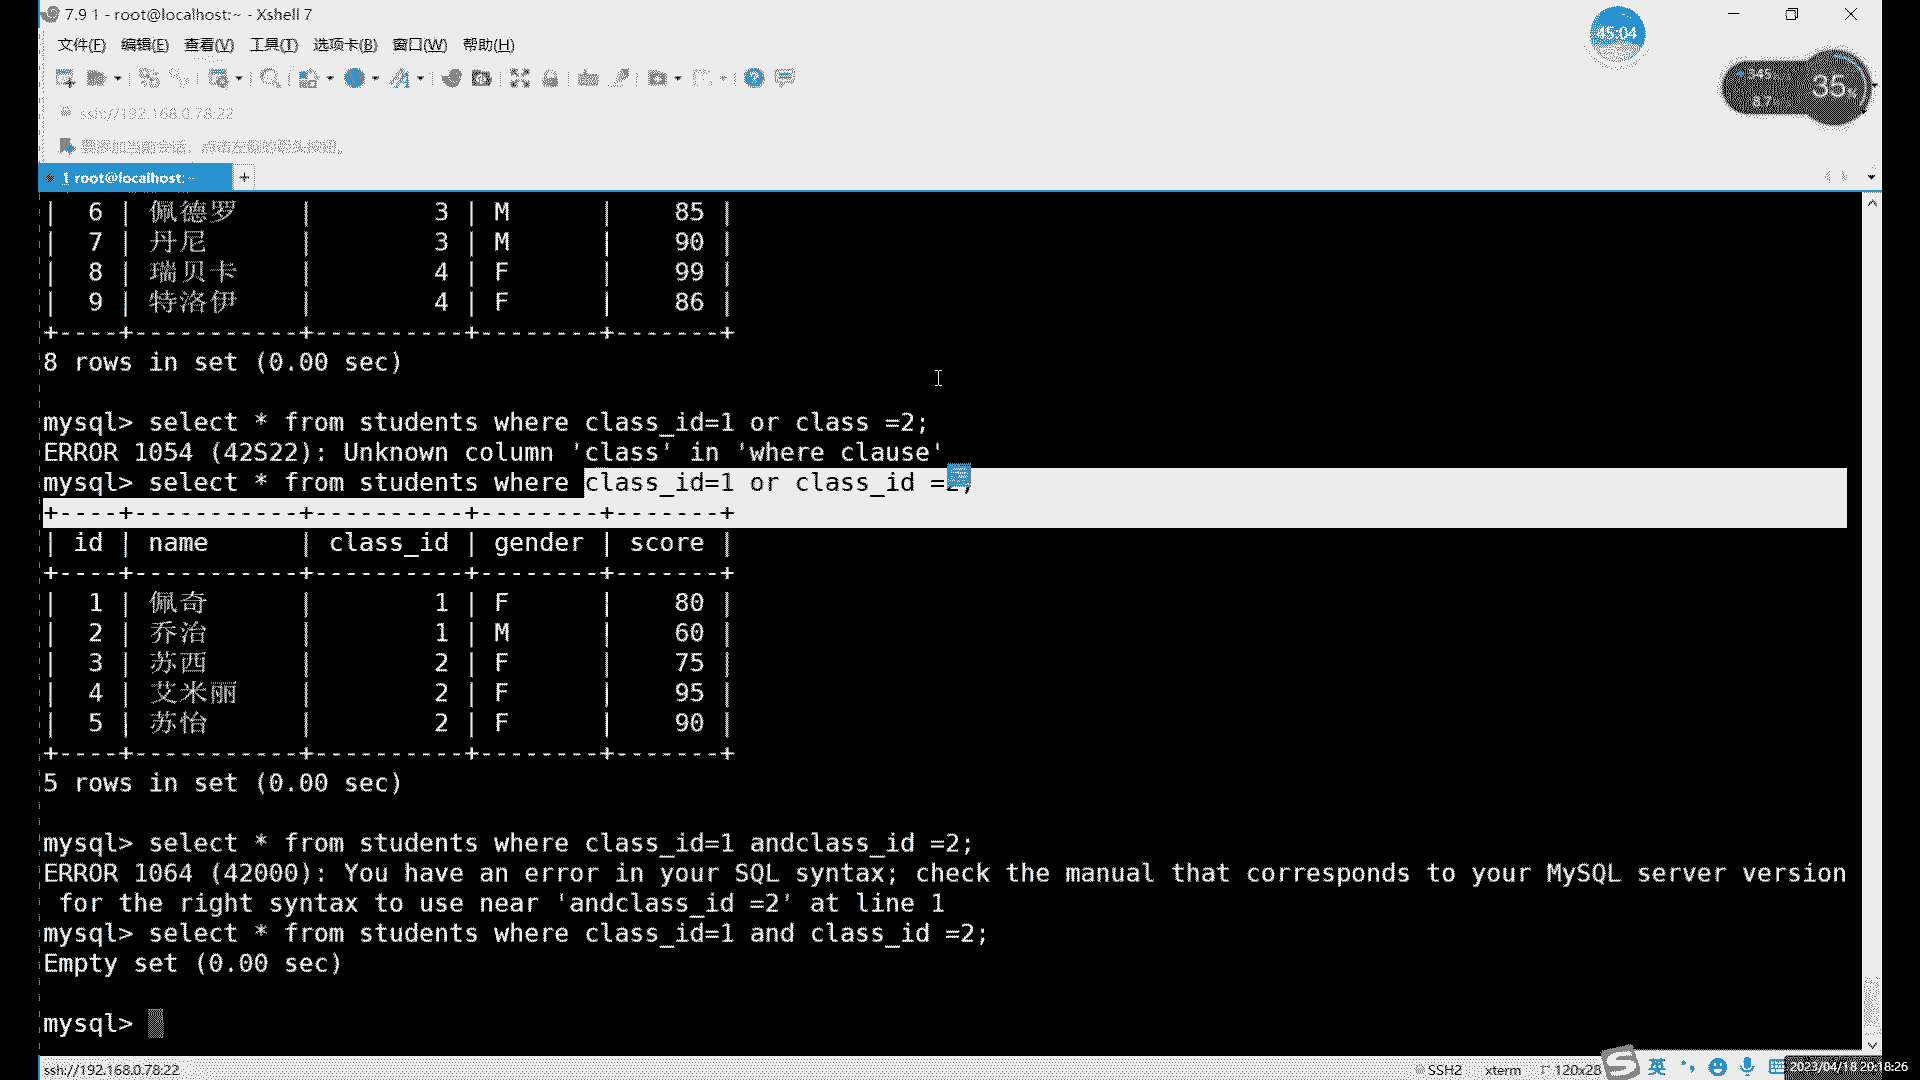 7.9 1 - root@localhost:~ - Xshell 7
45:04
文件(F) 编辑(E) 查看(V) 工具(T) 选项卡(B) 窗口(W) 帮助(H)
345
35%
8.7
ssh://192.168.0.78:22
要添加当前会话，点击左侧的箭头按钮。
1 root@localhost:~
+
| 6 | 佩德罗 | 3 | M | 85 |
| 7 | 丹尼 | 3 | M | 90 |
| 8 | 瑞贝卡 | 4 | F | 99 |
| 9 | 特洛伊 | 4 | F | 86 |
+----+-----------+----------+--------+-------+
8 rows in set (0.00 sec)
mysql> select * from students where class_id=1 or class =2;
ERROR 1054 (42S22): Unknown column 'class' in 'where clause'
mysql> select * from students where class_id=1 or class_id =2;
+----+-----------+----------+--------+-------+
| id | name | class_id | gender | score |
+----+-----------+----------+--------+-------+
| 1 | 佩奇 | 1 | F | 80 |
| 2 | 乔治 | 1 | M | 60 |
| 3 | 苏西 | 2 | F | 75 |
| 4 | 艾米丽 | 2 | F | 95 |
| 5 | 苏怡 | 2 | F | 90 |
+----+-----------+----------+--------+-------+
5 rows in set (0.00 sec)
mysql> select * from students where class_id=1 andclass_id =2;
ERROR 1064 (42000): You have an error in your SQL syntax; check the manual that corresponds to your MySQL server version
for the right syntax to use near 'andclass_id =2' at line 1
mysql> select * from students where class_id=1 and class_id =2;
Empty set (0.00 sec)
mysql>
ssh://192.168.0.78:22
SSH2 xterm 120x28
英
2023/04/18 20:18:26